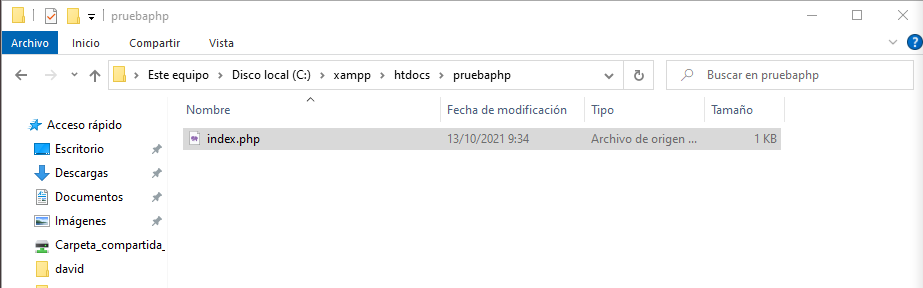 pruebaphp
Archivo Inicio Compartir Vista
Este equipo Disco local (C:) xampp htdocs pruebaphp Buscar en pruebaphp
Nombre Fecha de modificación Tipo Tamaño
Acceso rápido
index.php 13/10/2021 9:34 Archivo de origen ... 1 KB
Escritorio
Descargas
Documentos
Imágenes
Carpeta_compartida_
david